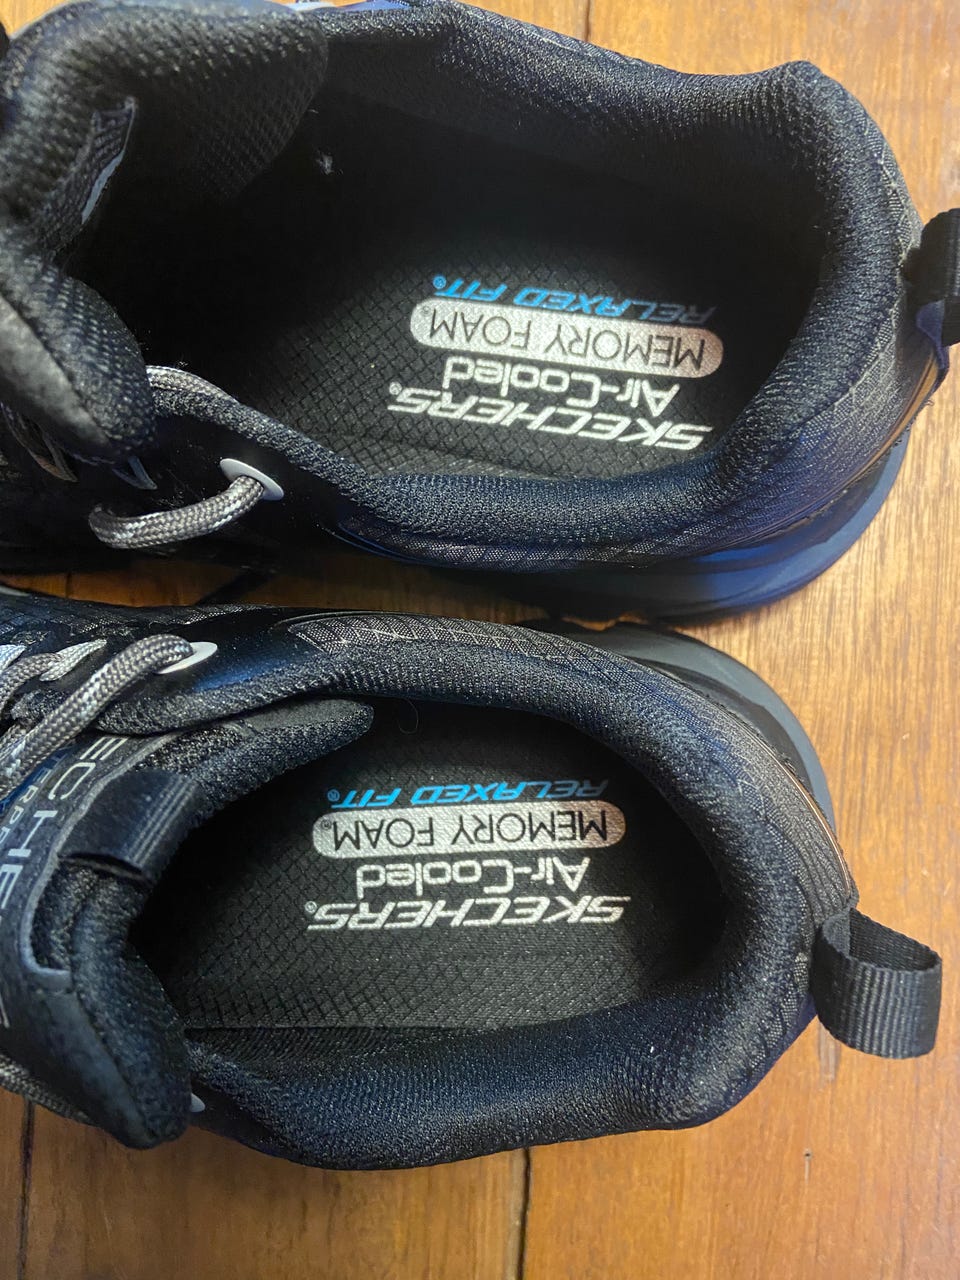 SKECHERS®
Air-Cooled
MEMORY FOAM®
RELAXED FIT®
SKECHERS®
Air-Cooled
MEMORY FOAM®
RELAXED FIT®